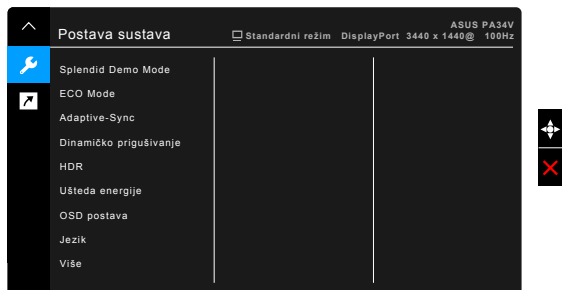 ASUS PA34V
Postava sustava
Standardni režim DisplayPort 3440 x 1440@ 100Hz
Splendid Demo Mode
ECO Mode
Adaptive-Sync
Dinamičko prigušivanje
HDR
Ušteda energije
OSD postava
Jezik
Više